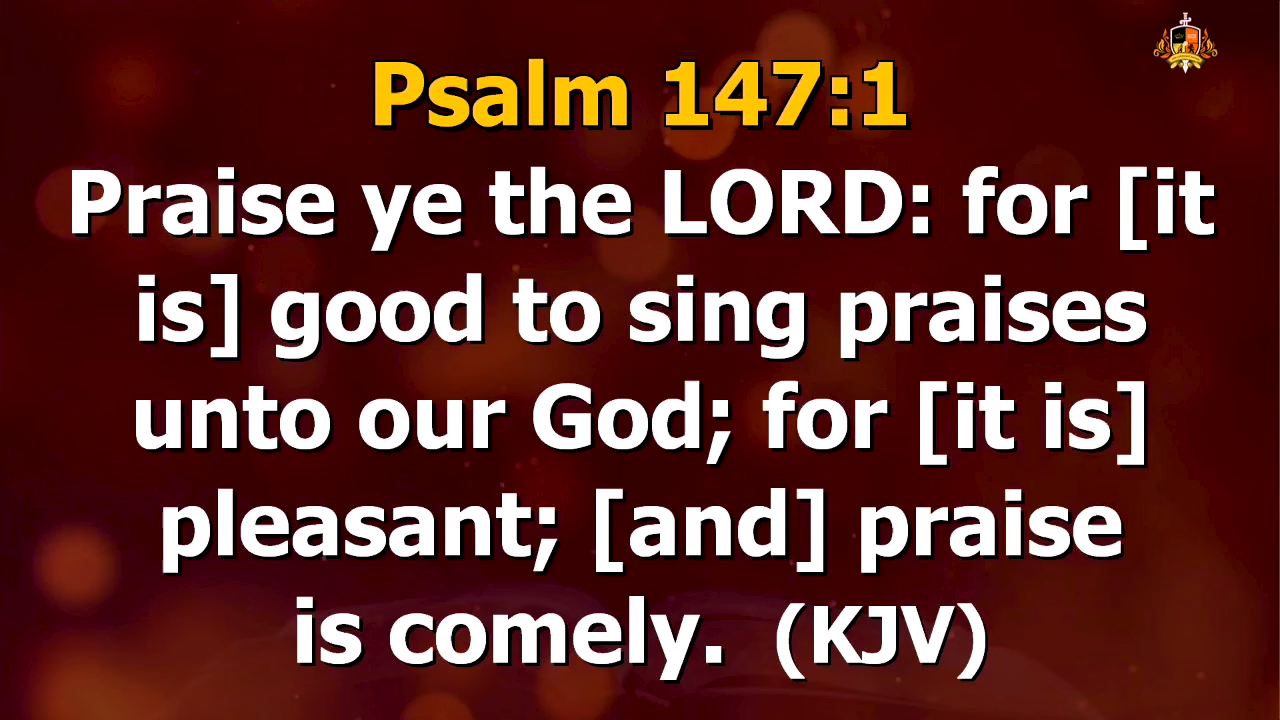 Psalm 147:1
Praise ye the LORD: for [it
is] good to sing praises
unto our God; for [it is]
pleasant; [and] praise
is comely. (KJV)